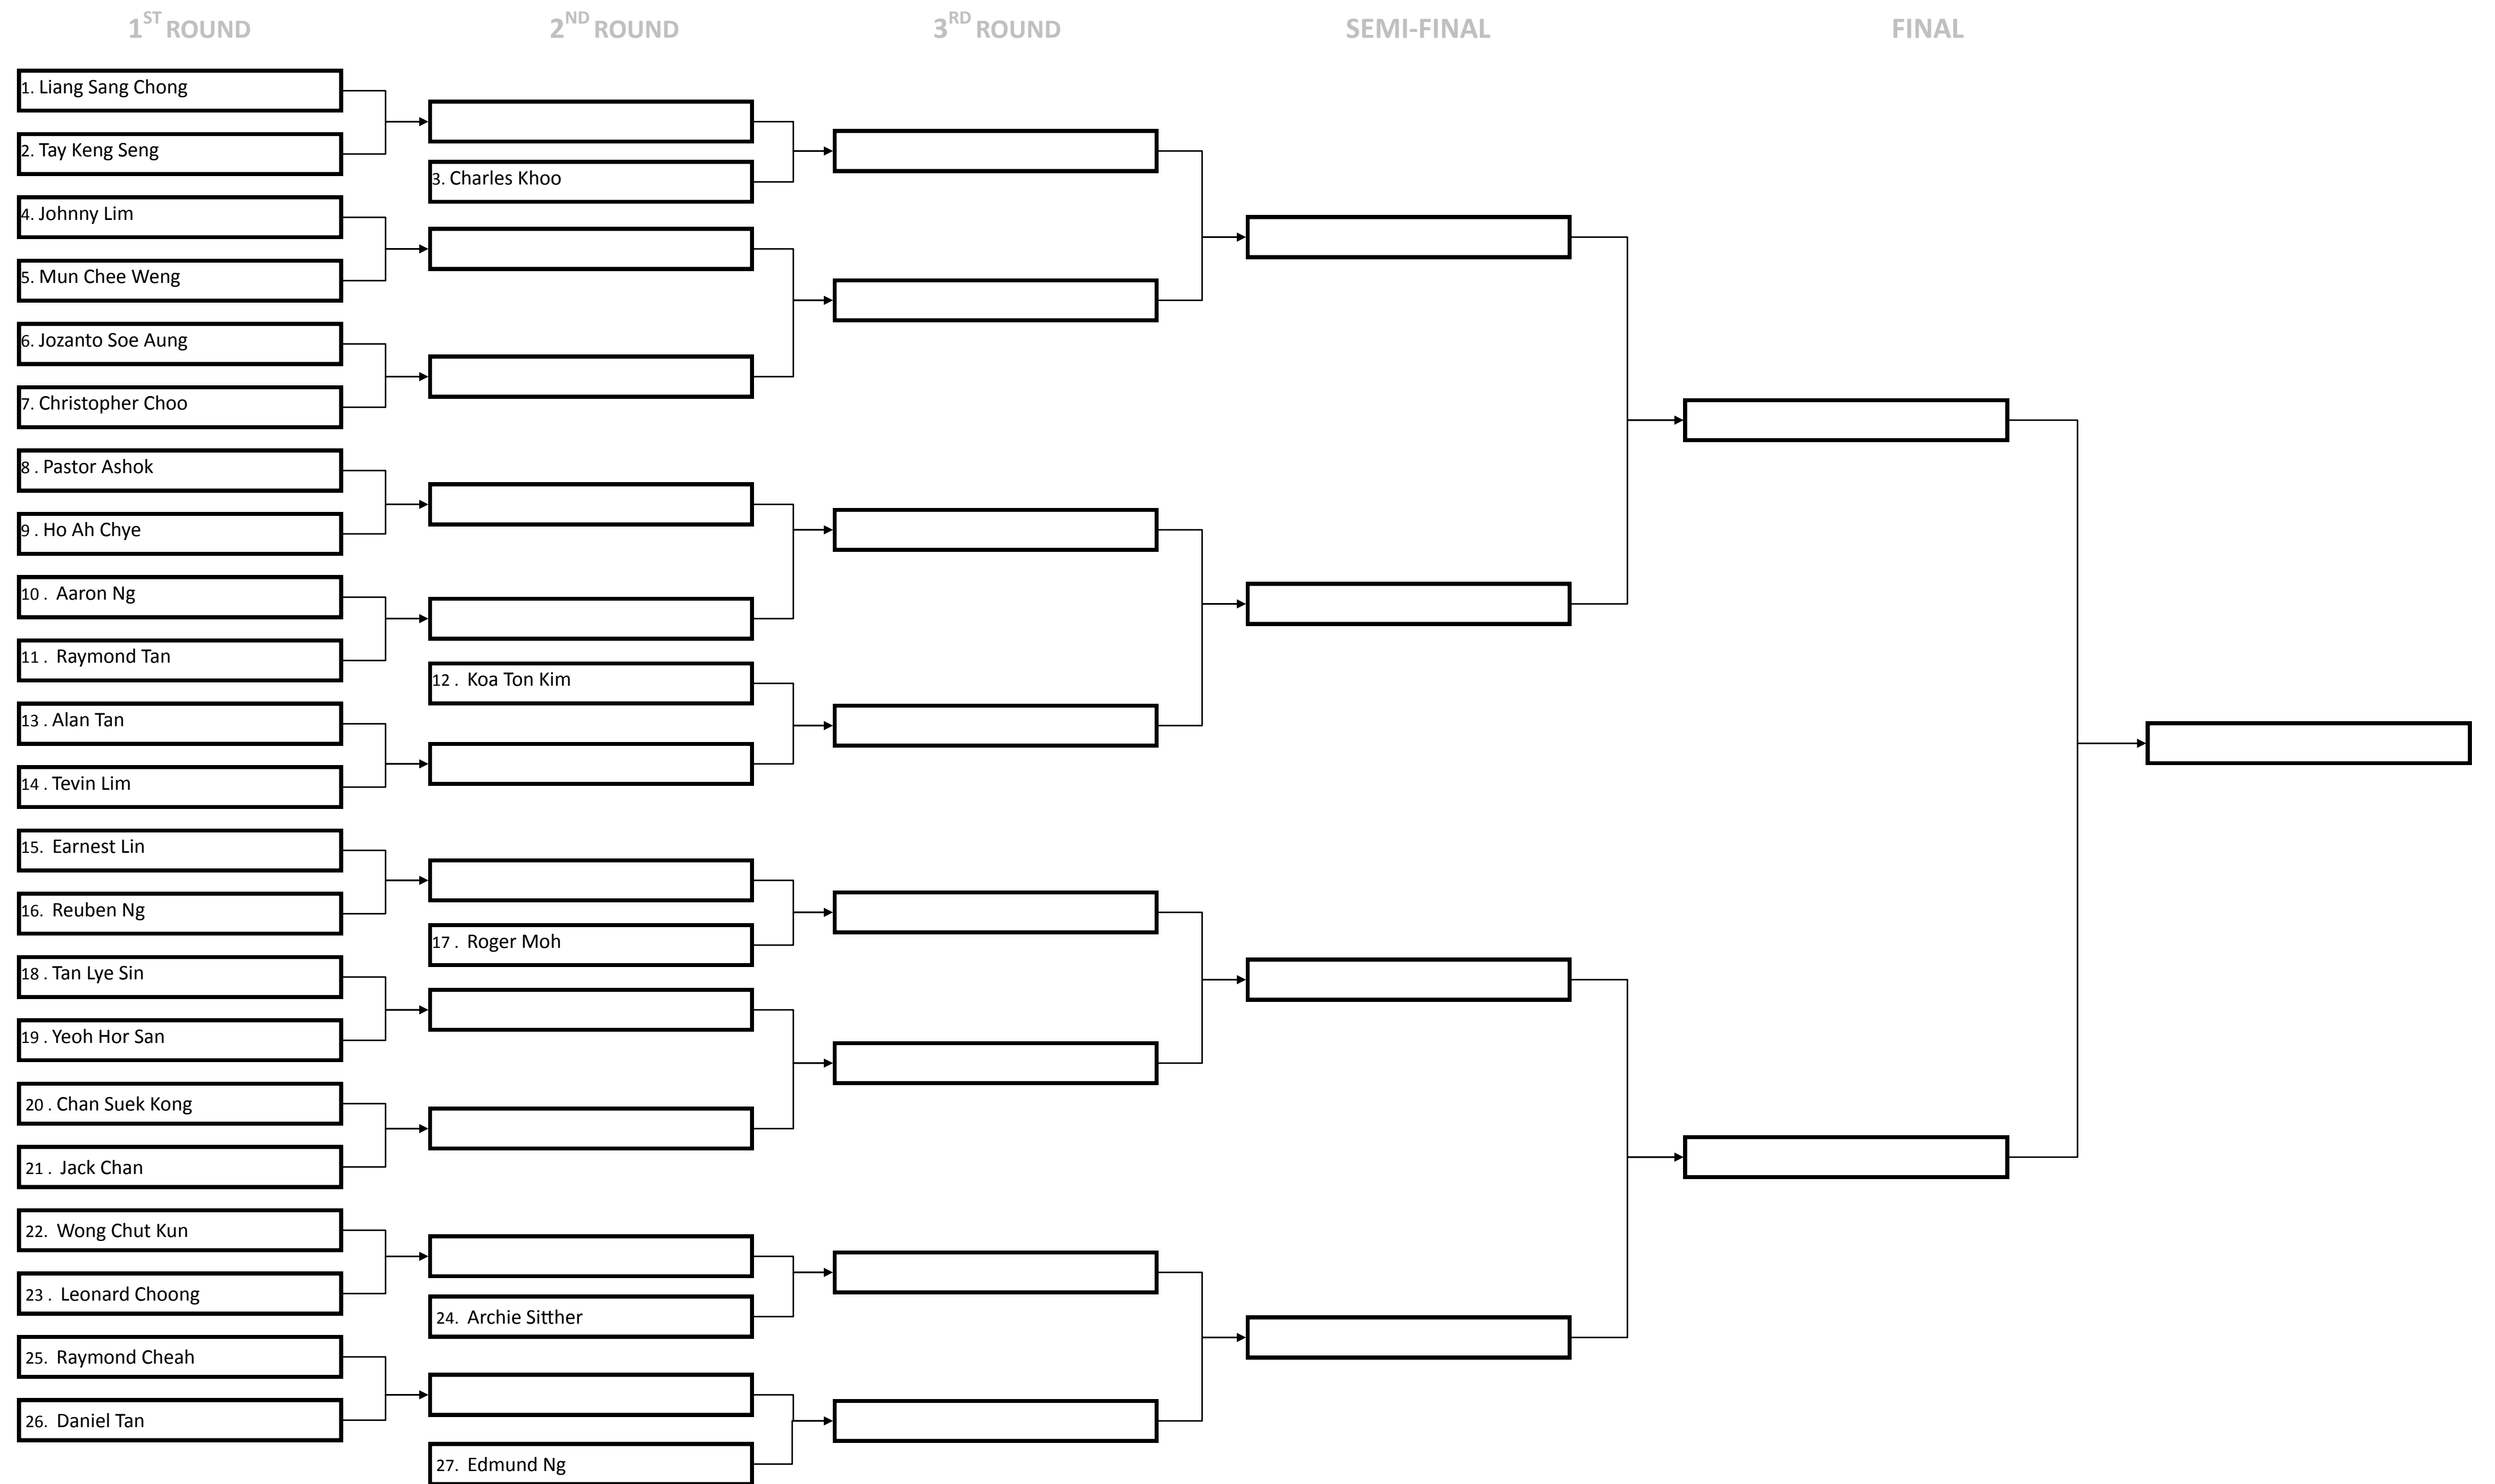 1ST ROUND
2ND ROUND
3RD ROUND
SEMI-FINAL
FINAL
1. Liang Sang Chong
2. Tay Keng Seng
3. Charles Khoo
4. Johnny Lim
5. Mun Chee Weng
6. Jozanto Soe Aung
7. Christopher Choo
8 . Pastor Ashok
9 . Ho Ah Chye
10 . Aaron Ng
11 . Raymond Tan
12 . Koa Ton Kim
13 . Alan Tan
14 . Tevin Lim
15. Earnest Lin
16. Reuben Ng
17 . Roger Moh
18 . Tan Lye Sin
19 . Yeoh Hor San
20 . Chan Suek Kong
21 . Jack Chan
22. Wong Chut Kun
23 . Leonard Choong
24. Archie Sitther
25. Raymond Cheah
26. Daniel Tan
27. Edmund Ng